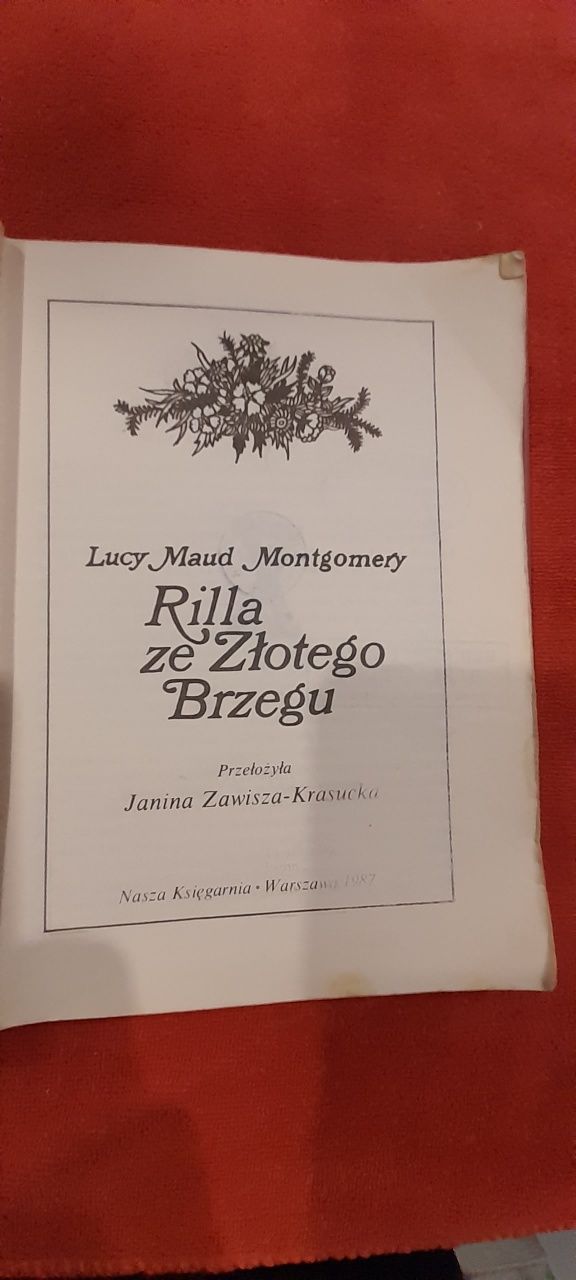 Lucy Maud Montgomery
Rilla
ze Złotego
Brzegu
Przełożyła
Janina Zawisza-Krasucka
Nasza Księgarnia • Warszawa 1987